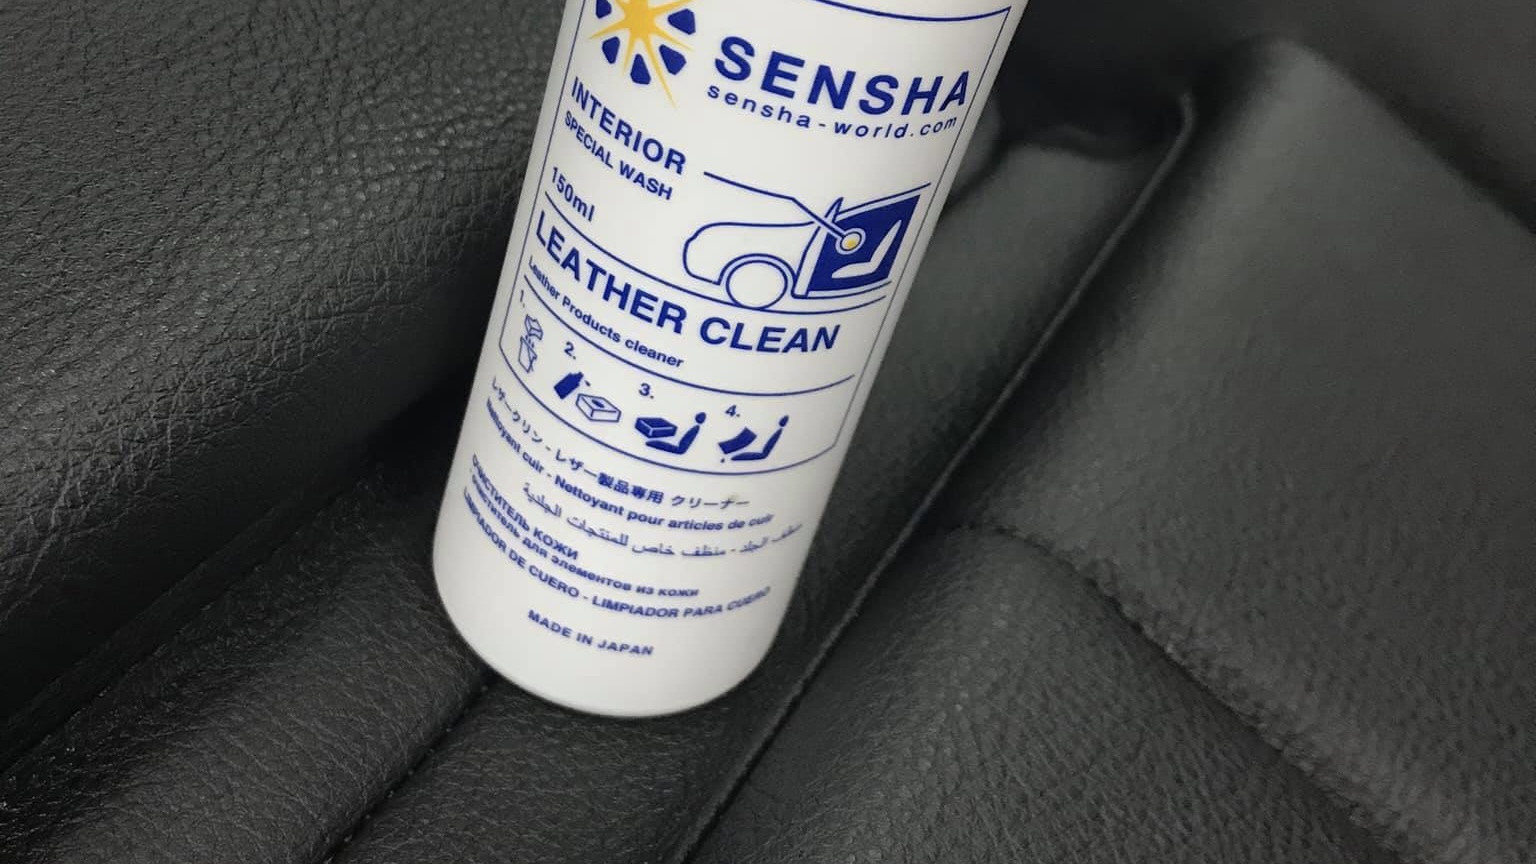 SENSHA
sensha-world.com
INTERIOR
SPECIAL WASH
150ml
LEATHER CLEAN
Leather Products cleaner
1.
2.
3.
4.
レザークリン - レザー製品専用 クリーナー
Nettoyant cuir - Nettoyant pour articles de cuir
منظف الجلد - منظف خاص للمنتجات الجلدية
ОЧИСТИТЕЛЬ КОЖИ
- очиститель для элементов из кожи
LIMPIADOR DE CUERO - LIMPIADOR PARA CUERO
MADE IN JAPAN